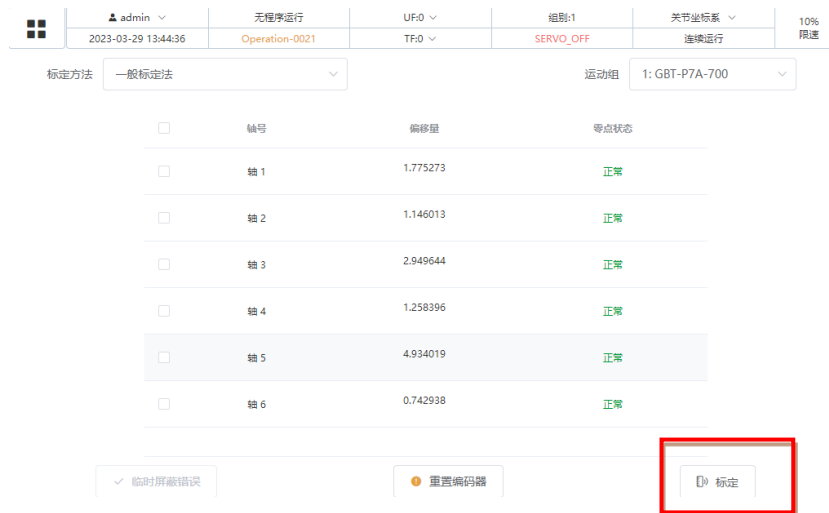 admin 无程序运行 UF:0 组别:1 关节坐标系 10%
2023-03-29 13:44:36 Operation-0021 TF:0 SERVO_OFF 连续运行 限速
标定方法 一般标定法 运动组 1: GBT-P7A-700
轴号 偏移量 零点状态
轴 1 1.775273 正常
轴 2 1.146013 正常
轴 3 2.949644 正常
轴 4 1.258396 正常
轴 5 4.934019 正常
轴 6 0.742938 正常
临时屏蔽错误 重置编码器 标定